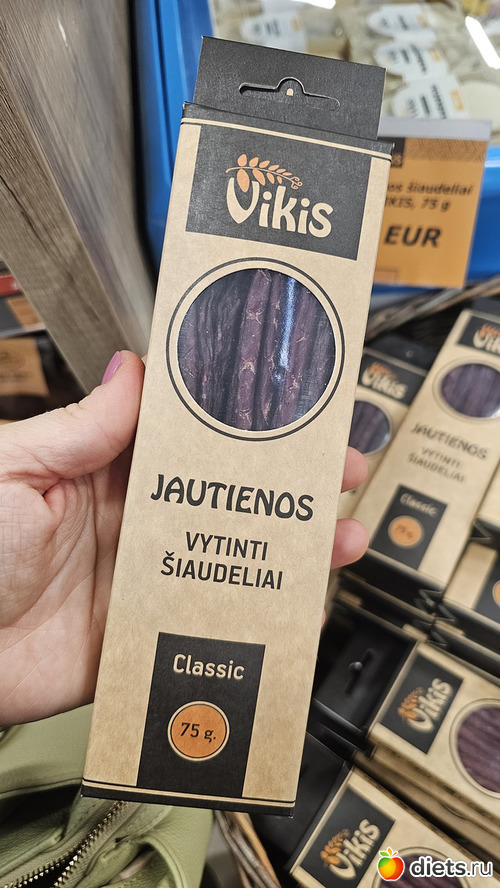 Vikis
JAUTIENOS
VYTINTI
ŠIAUDELIAI
Classic
75 g.
šiaudeliai
VIKIS, 75 g
EUR
Vikis
JAUTIENOS
VYTINTI
ŠIAUDELIAI
Classic
75 g.
Vikis
Vikis
Vikis
diets.ru